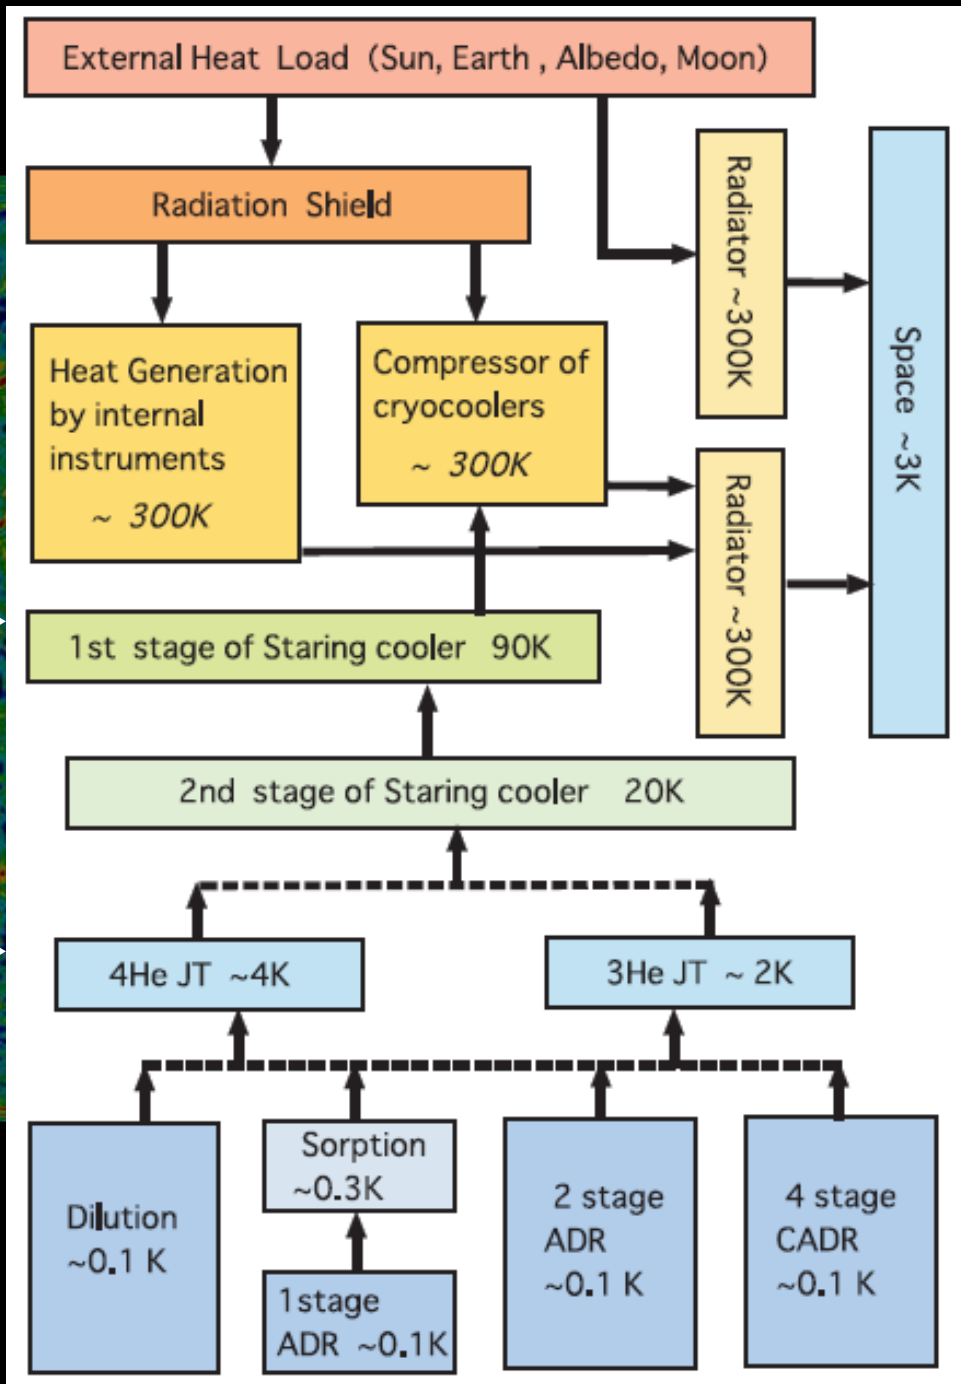 External Heat Load (Sun, Earth , Albedo, Moon)
Radiation Shield
Radiator ~300K
Space ~3K
Heat Generation
by internal
instruments
~ 300K
Compressor of
cryocoolers
~ 300K
Radiator ~300K
1st stage of Staring cooler 90K
2nd stage of Staring cooler 20K
4He JT ~4K
3He JT ~ 2K
Dilution
~0.1 K
Sorption
~0.3K
1stage
ADR ~0.1K
2 stage
ADR
~0.1 K
4 stage
CADR
~0.1 K